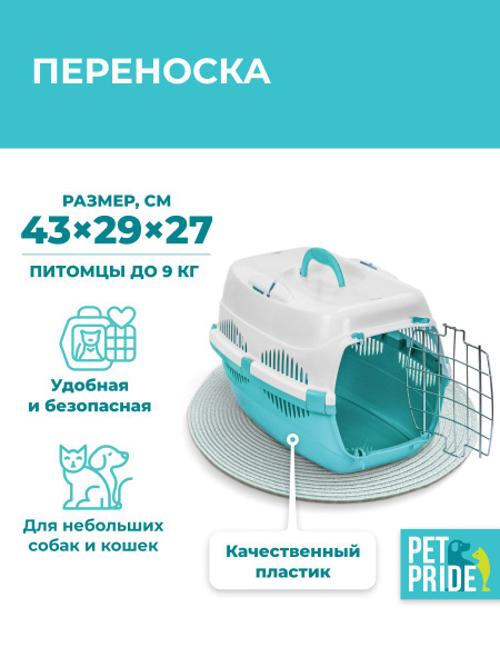 ПЕРЕНОСКА
РАЗМЕР, СМ
43×29×27
ПИТОМЦЫ ДО 9 КГ
Удобная
и безопасная
Для небольших
собак и кошек
Качественный
пластик
PET
PRIDE